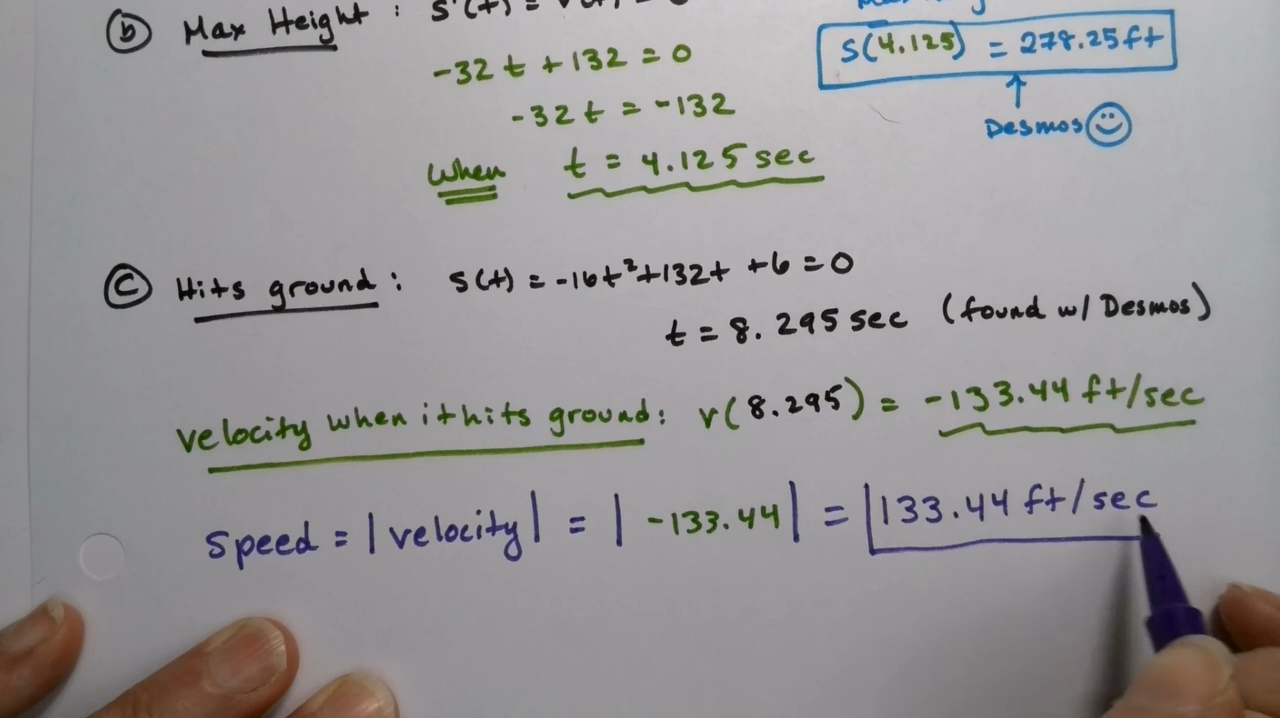 ⓑ Max Height :
-32t + 132 = 0
-32t = -132
When t = 4.125 sec
S(4.125) = 278.25ft
↑
Desmos ☺
ⓒ Hits ground : s(t) = -16t²+132t +6 = 0
t = 8.295 sec (found w/ Desmos)
velocity when it hits ground: v(8.295) = -133.44 ft/sec
speed = |velocity| = |-133.44| = 133.44 ft/sec